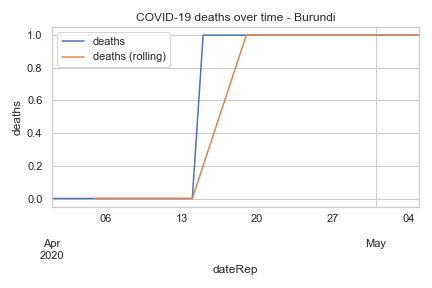 COVID-19 deaths over time - Burundi
deaths
deaths (rolling)
deaths
1.0
0.8
0.6
0.4
0.2
0.0
06 13 20 27 04
Apr May
2020
dateRep